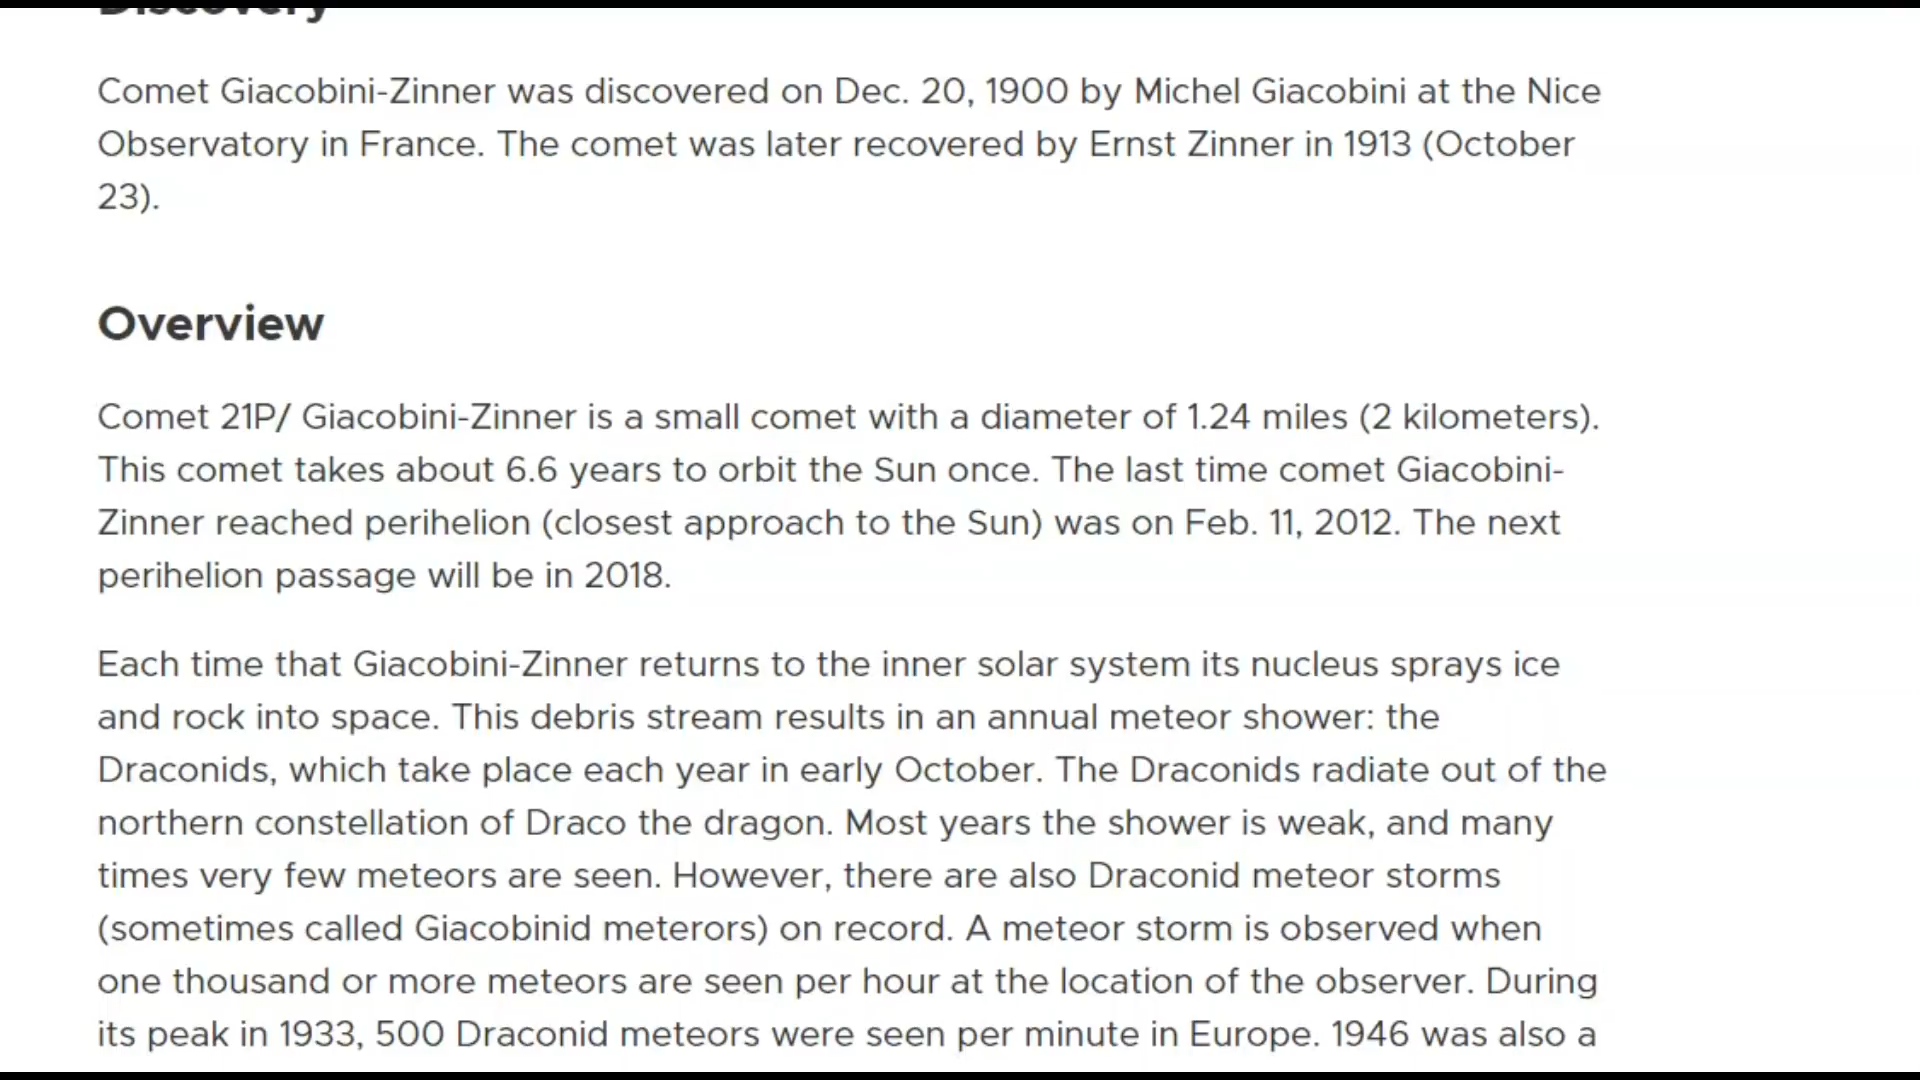 Discovery
Comet Giacobini-Zinner was discovered on Dec. 20, 1900 by Michel Giacobini at the Nice
Observatory in France. The comet was later recovered by Ernst Zinner in 1913 (October
23).
Overview
Comet 21P/ Giacobini-Zinner is a small comet with a diameter of 1.24 miles (2 kilometers).
This comet takes about 6.6 years to orbit the Sun once. The last time comet Giacobini-
Zinner reached perihelion (closest approach to the Sun) was on Feb. 11, 2012. The next
perihelion passage will be in 2018.
Each time that Giacobini-Zinner returns to the inner solar system its nucleus sprays ice
and rock into space. This debris stream results in an annual meteor shower: the
Draconids, which take place each year in early October. The Draconids radiate out of the
northern constellation of Draco the dragon. Most years the shower is weak, and many
times very few meteors are seen. However, there are also Draconid meteor storms
(sometimes called Giacobinid meterors) on record. A meteor storm is observed when
one thousand or more meteors are seen per hour at the location of the observer. During
its peak in 1933, 500 Draconid meteors were seen per minute in Europe. 1946 was also a